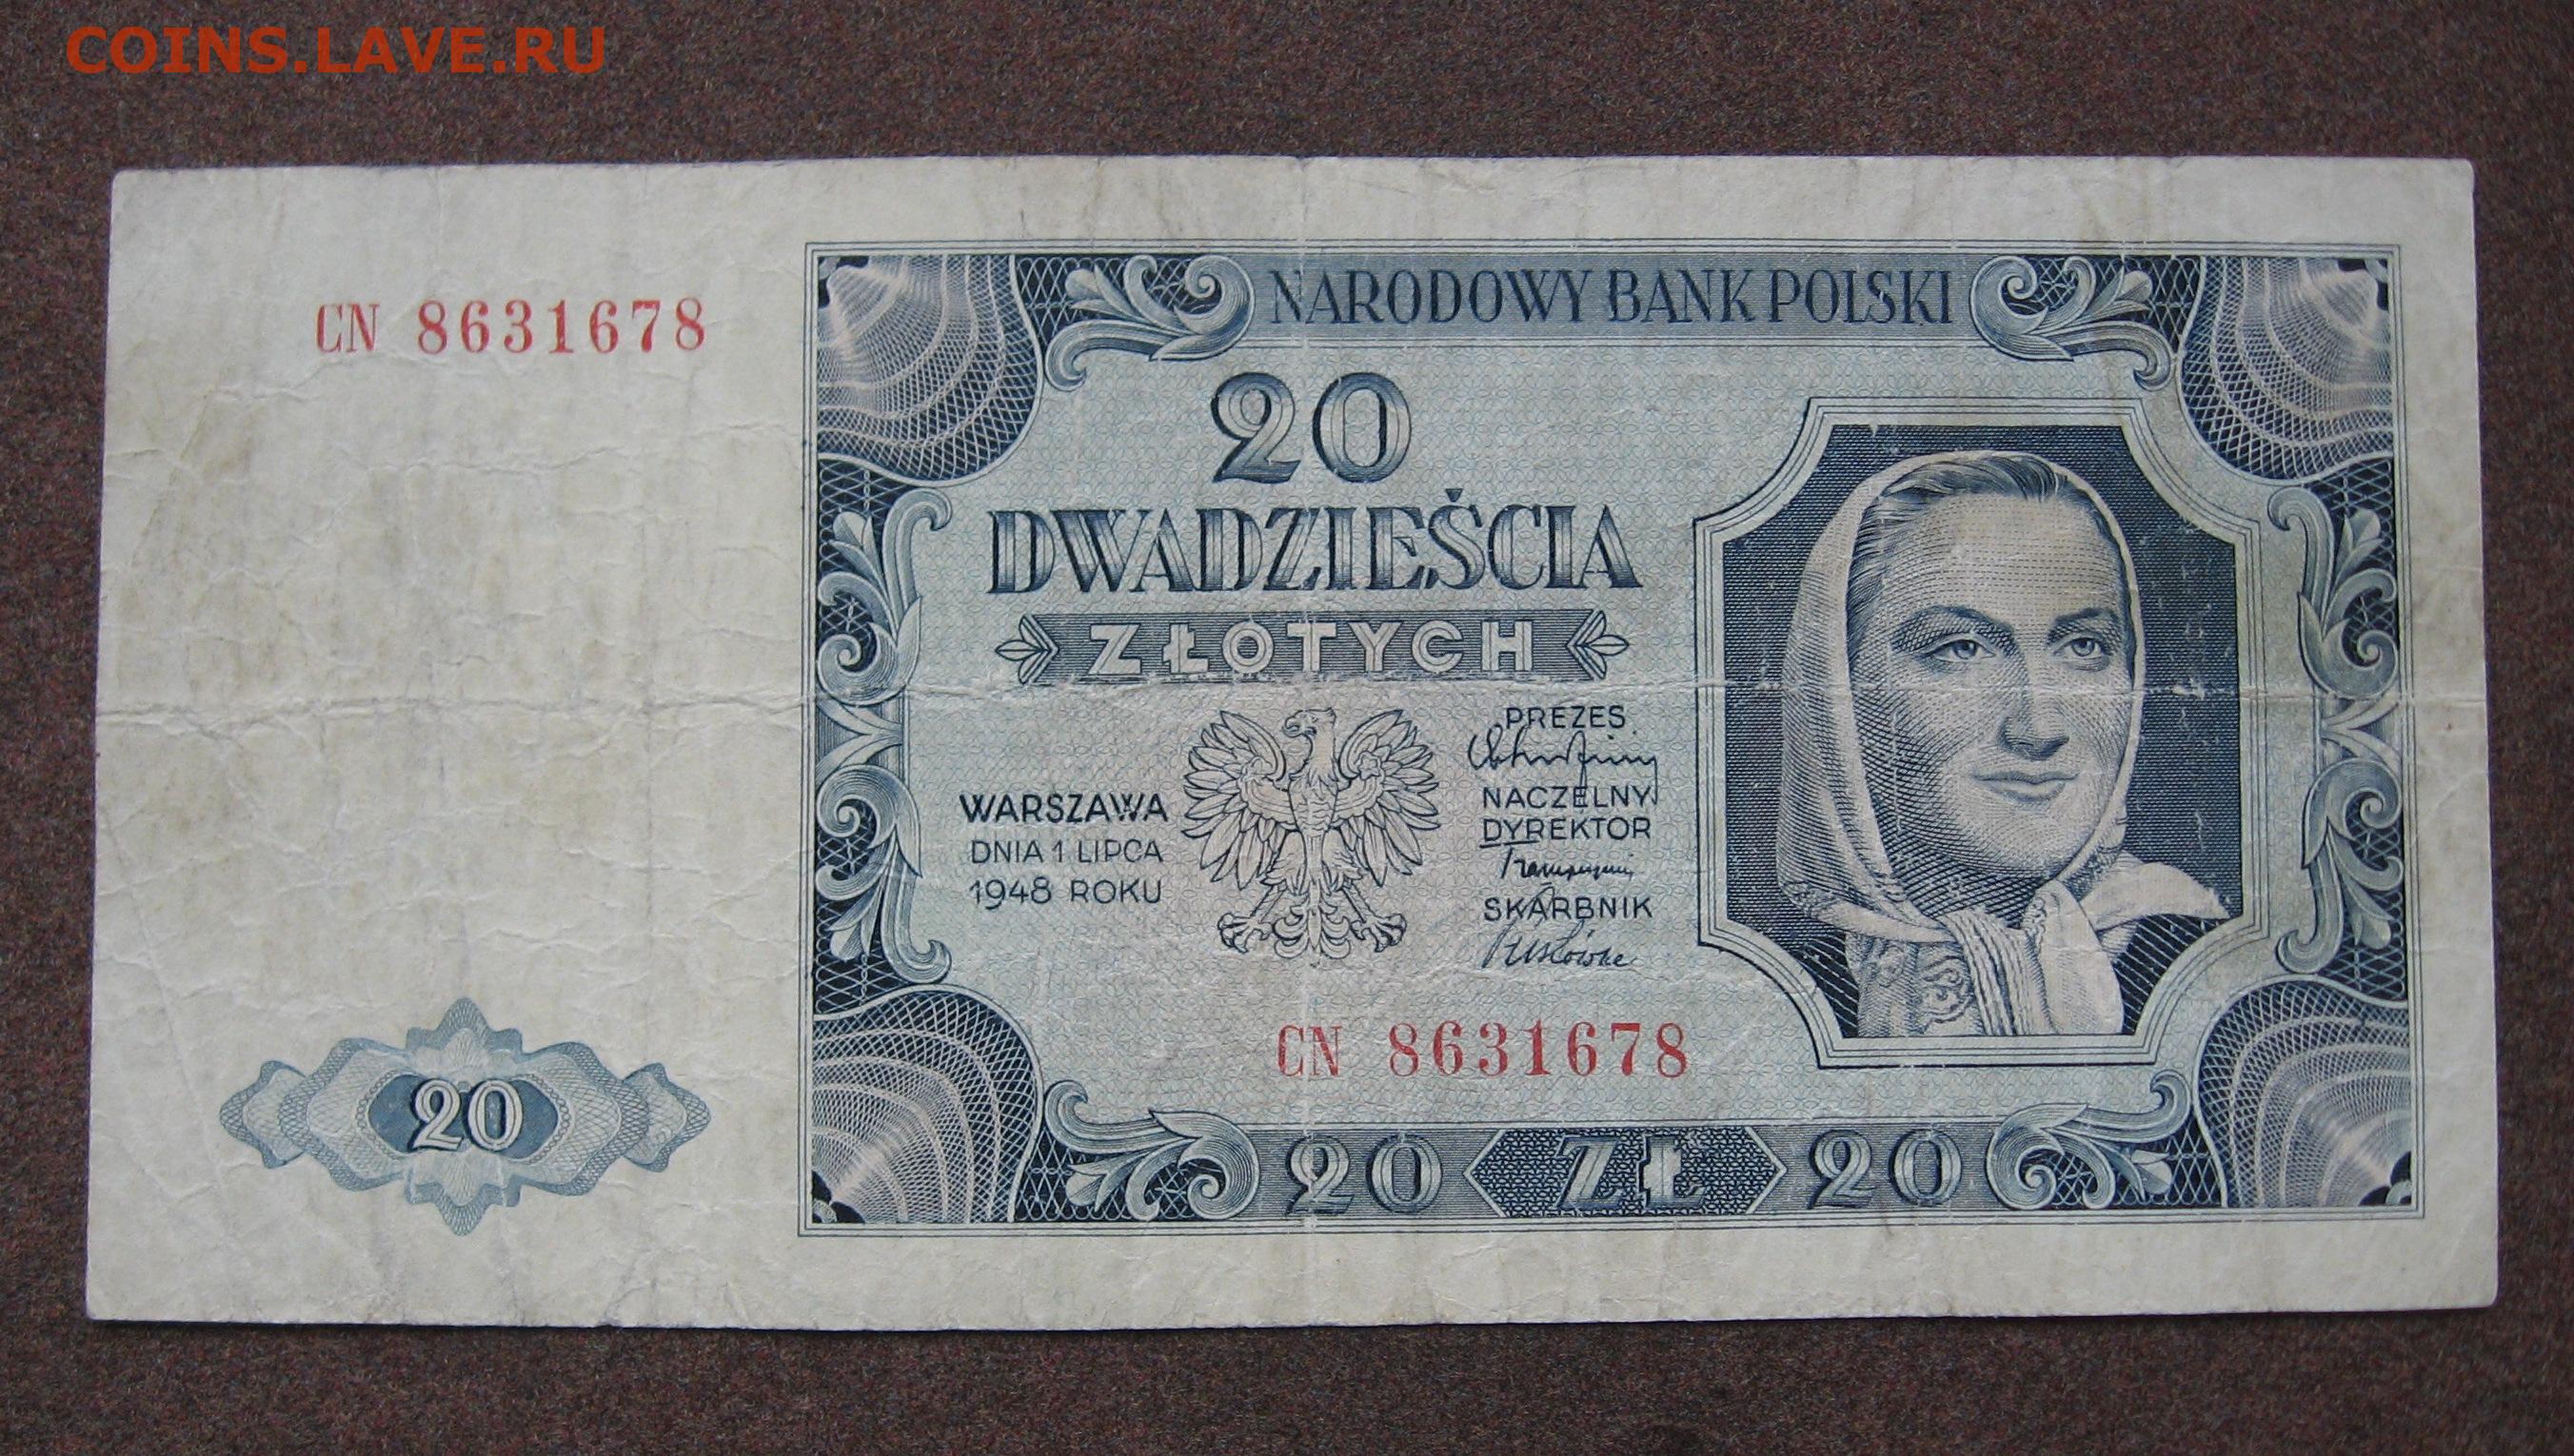 COINS.LAVE.RU
NARODOWY BANK POLSKI
CN 8631678
20
DWADZIEŚCIA
ZŁOTYCH
WARSZAWA
DNIA 1 LIPCA
1948 ROKU
PREZES
NACZELNY
DYREKTOR
SKARBNIK
CN 8631678
20
20 ZŁ 20